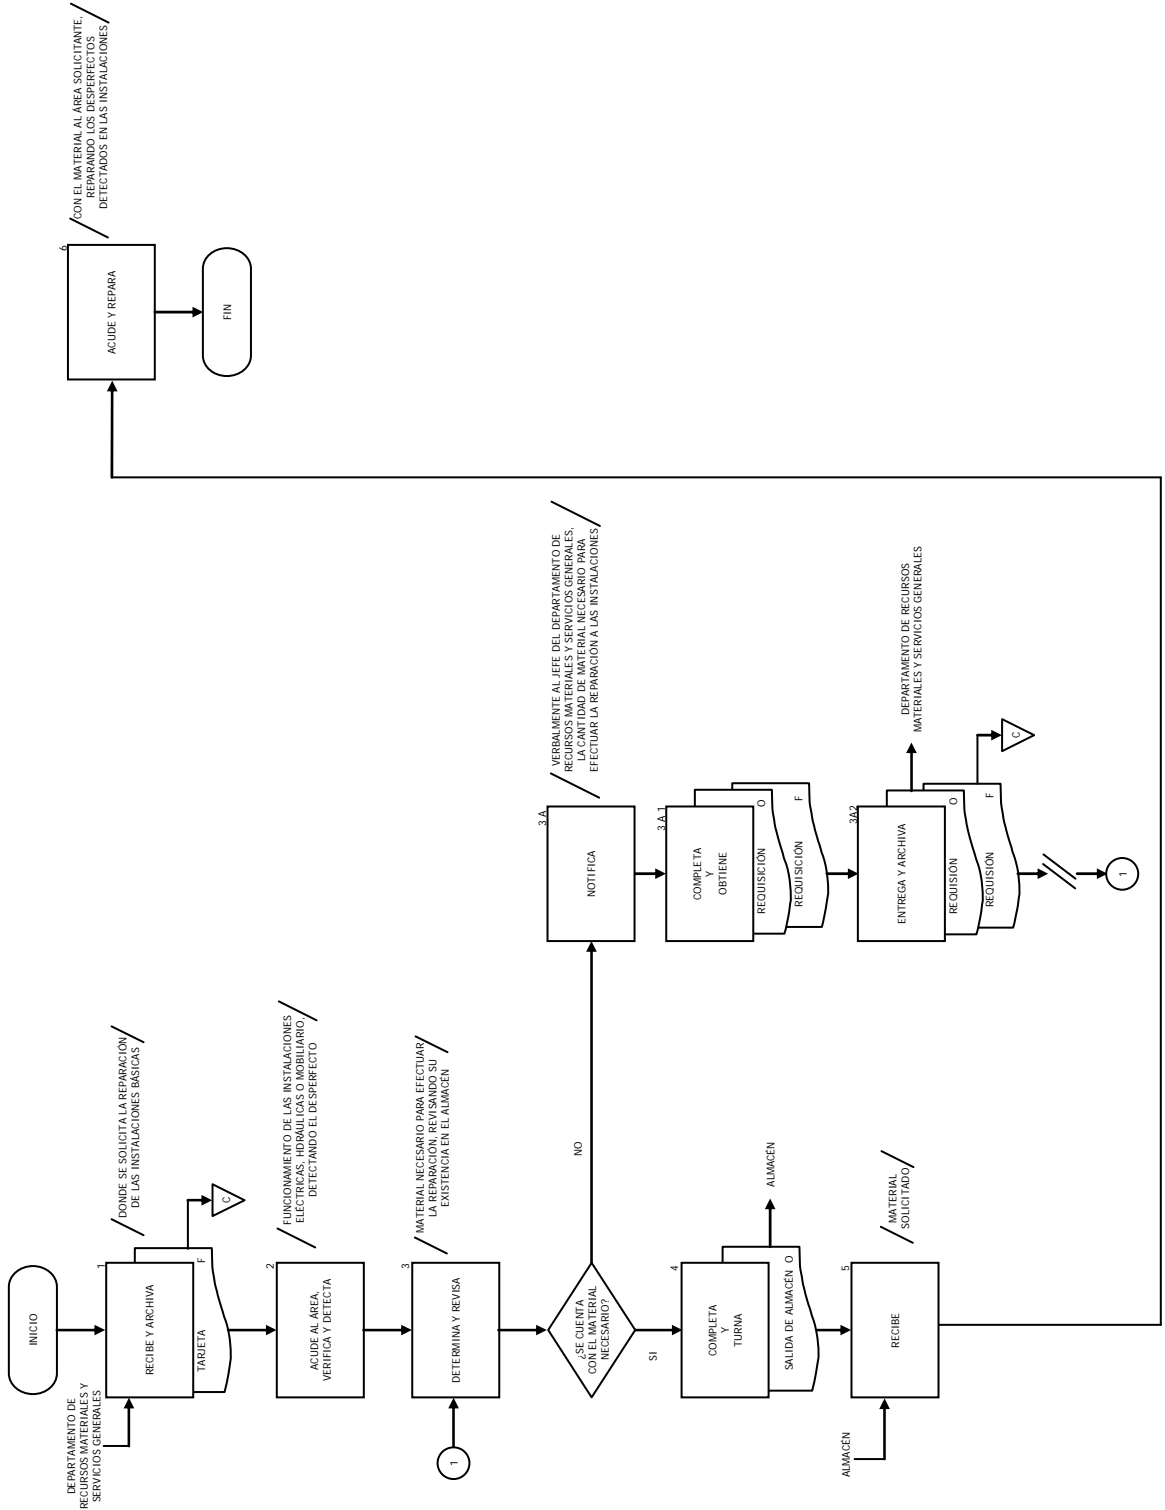 INICIO
DEPARTAMENTO DE
RECURSOS MATERIALES Y
SERVICIOS GENERALES
1
RECIBE Y ARCHIVA
TARJETA
F
C
DONDE SE SOLICITA LA REPARACIÓN
DE LAS INSTALACIONES BÁSICAS
2
ACUDE AL ÁREA,
VERIFICA Y DETECTA
FUNCIONAMIENTO DE LAS INSTALACIONES
ELÉCTRICAS, HDRÁULICAS O MOBILIARIO,
DETECTANDO EL DESPERFECTO
1
3
DETERMINA Y REVISA
MATERIAL NECESARIO PARA EFECTUAR
LA REPARACIÓN, REVISANDO SU
EXISTENCIA EN EL ALMACÉN
¿SE CUENTA
CON EL MATERIAL
NECESARIO?
NO
SI
4
COMPLETA
Y
TURNA
SALIDA DE ALMACÉN O
ALMACÉN
ALMACÉN
5
RECIBE
MATERIAL
SOLICITADO
3 A
NOTIFICA
VERBALMENTE AL JEFE DEL DEPARTAMENTO DE
RECURSOS MATERIALES Y SERVICIOS GENERALES,
LA CANTIDAD DE MATERIAL NECESARIO PARA
EFECTUAR LA REPARACIÓN A LAS INSTALACIONES
3 A 1
COMPLETA
Y
OBTIENE
REQUISICIÓN O
REQUISICIÓN F
3A2
ENTREGA Y ARCHIVA
REQUISIÓN O
REQUISIÓN F
DEPARTAMENTO DE RECURSOS
MATERIALES Y SERVICIOS GENERALES
C
1
6
ACUDE Y REPARA
CON EL MATERIAL AL ÁREA SOLICITANTE,
REPARANDO LOS DESPERFECTOS
DETECTADOS EN LAS INSTALACIONES
FIN